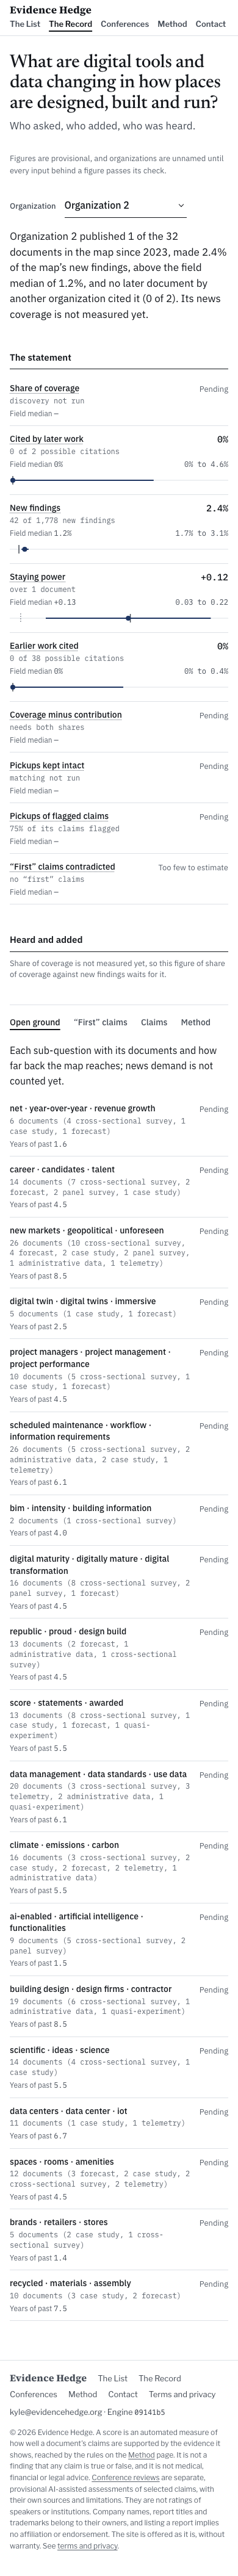 Evidence Hedge
The List The Record Conferences Method Contact
What are digital tools and
data changing in how places
are designed, built and run?
Who asked, who added, who was heard.
Figures are provisional, and organizations are unnamed until
every input behind a figure passes its check.
Organization Organization 2
Organization 2 published 1 of the 32
documents in the map since 2023, made 2.4%
of the map's new findings, above the field
median of 1.2%, and no later document by
another organization cited it (0 of 2). Its news
coverage is not measured yet.
The statement
Share of coverage Pending
discovery not run
Field median –
Cited by later work 0%
0 of 2 possible citations
Field median 0% 0% to 4.6%
New findings 2.4%
42 of 1,778 new findings
Field median 1.2% 1.7% to 3.1%
Staying power +0.12
over 1 document
Field median +0.13 0.03 to 0.22
Earlier work cited 0%
0 of 38 possible citations
Field median 0% 0% to 0.4%
Coverage minus contribution Pending
needs both shares
Field median –
Pickups kept intact Pending
matching not run
Field median –
Pickups of flagged claims Pending
75% of its claims flagged
Field median –
“First” claims contradicted Too few to estimate
no “first” claims
Field median –
Heard and added
Share of coverage is not measured yet, so this figure of share
of coverage against new findings waits for it.
Open ground “First” claims Claims Method
Each sub-question with its documents and how
far back the map reaches; news demand is not
counted yet.
net · year-over-year · revenue growth Pending
6 documents (4 cross-sectional survey, 1
case study, 1 forecast)
Years of past 1.6
career · candidates · talent Pending
14 documents (7 cross-sectional survey, 2
forecast, 2 panel survey, 1 case study)
Years of past 4.5
new markets · geopolitical · unforeseen Pending
26 documents (10 cross-sectional survey,
4 forecast, 2 case study, 2 panel survey,
1 administrative data, 1 telemetry)
Years of past 8.5
digital twin · digital twins · immersive Pending
5 documents (1 case study, 1 forecast)
Years of past 2.5
project managers · project management · Pending
project performance
10 documents (5 cross-sectional survey, 1
case study, 1 forecast)
Years of past 4.5
scheduled maintenance · workflow · Pending
information requirements
26 documents (5 cross-sectional survey, 2
administrative data, 2 case study, 1
telemetry)
Years of past 6.1
bim · intensity · building information Pending
2 documents (1 cross-sectional survey)
Years of past 4.0
digital maturity · digitally mature · digital Pending
transformation
16 documents (8 cross-sectional survey, 2
panel survey, 1 forecast)
Years of past 4.5
republic · proud · design build Pending
13 documents (2 forecast, 1
administrative data, 1 cross-sectional
survey)
Years of past 4.5
score · statements · awarded Pending
13 documents (8 cross-sectional survey, 1
case study, 1 forecast, 1 quasi-
experiment)
Years of past 5.5
data management · data standards · use data Pending
20 documents (3 cross-sectional survey, 3
telemetry, 2 administrative data, 1
quasi-experiment)
Years of past 6.1
climate · emissions · carbon Pending
16 documents (3 cross-sectional survey, 2
case study, 2 forecast, 2 telemetry, 1
administrative data)
Years of past 5.5
ai-enabled · artificial intelligence · Pending
functionalities
9 documents (5 cross-sectional survey, 2
panel survey)
Years of past 1.5
building design · design firms · contractor Pending
19 documents (6 cross-sectional survey, 1
administrative data, 1 quasi-experiment)
Years of past 8.5
scientific · ideas · science Pending
14 documents (4 cross-sectional survey, 1
case study)
Years of past 5.5
data centers · data center · iot Pending
11 documents (1 case study, 1 telemetry)
Years of past 6.7
spaces · rooms · amenities Pending
12 documents (3 forecast, 2 case study, 2
cross-sectional survey, 2 telemetry)
Years of past 4.5
brands · retailers · stores Pending
5 documents (2 case study, 1 cross-
sectional survey)
Years of past 1.4
recycled · materials · assembly Pending
10 documents (3 case study, 2 forecast)
Years of past 7.5
Evidence Hedge The List The Record
Conferences Method Contact Terms and privacy
kyle@evidencehedge.org · Engine 09141b5
© 2026 Evidence Hedge. A score is an automated measure of
how well a document's claims are supported by the evidence it
shows, reached by the rules on the Method page. It is not a
finding that any claim is true or false, and it is not medical,
financial or legal advice. Conference reviews are separate,
provisional AI-assisted assessments of selected claims, with
their own sources and limitations. They are not ratings of
speakers or institutions. Company names, report titles and
trademarks belong to their owners, and listing a report implies
no affiliation or endorsement. The site is offered as it is, without
warranty. See terms and privacy.